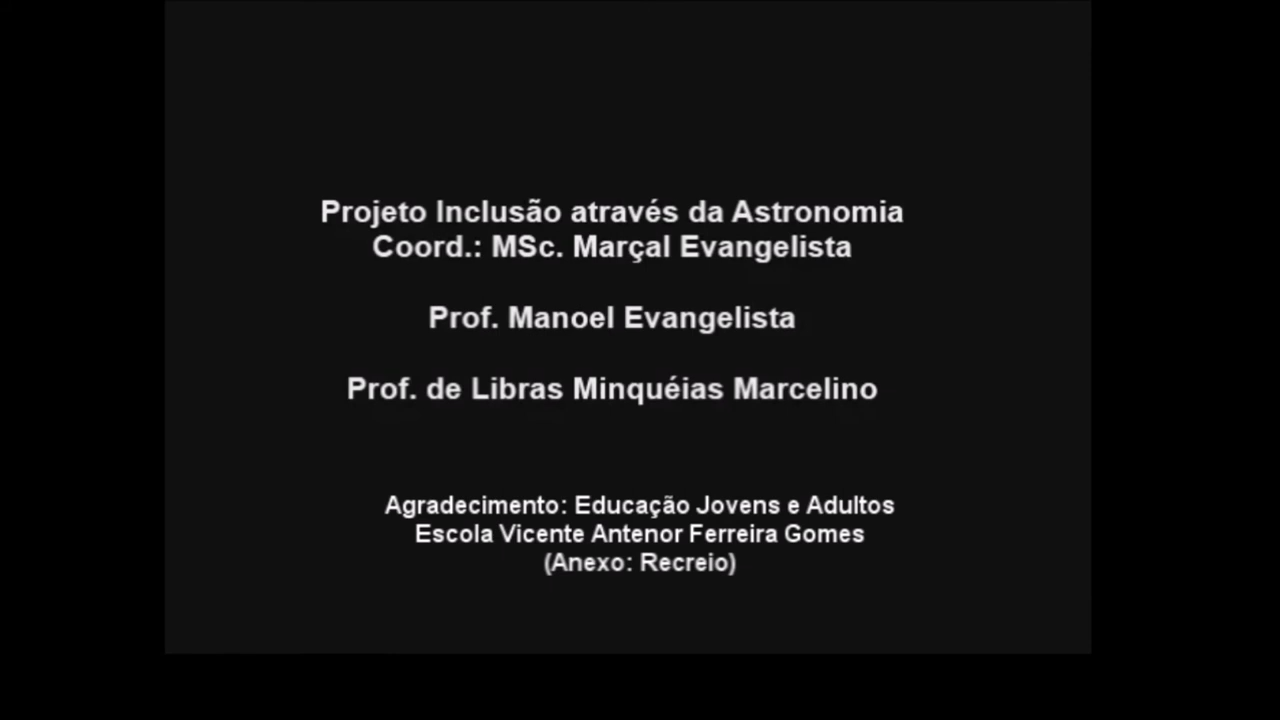 Projeto Inclusão através da Astronomia
Coord.: MSc. Marçal Evangelista
Prof. Manoel Evangelista
Prof. de Libras Minquéias Marcelino
Agradecimento: Educação Jovens e Adultos
Escola Vicente Antenor Ferreira Gomes
(Anexo: Recreio)